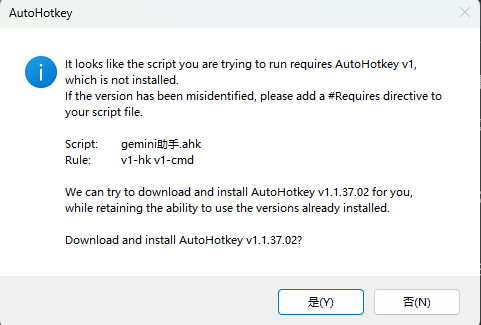 AutoHotkey
It looks like the script you are trying to run requires AutoHotkey v1,
which is not installed.
If the version has been misidentified, please add a #Requires directive to
your script file.
Script: gemini助手.ahk
Rule: v1-hk v1-cmd
We can try to download and install AutoHotkey v1.1.37.02 for you,
while retaining the ability to use the versions already installed.
Download and install AutoHotkey v1.1.37.02?
是(Y) 否(N)